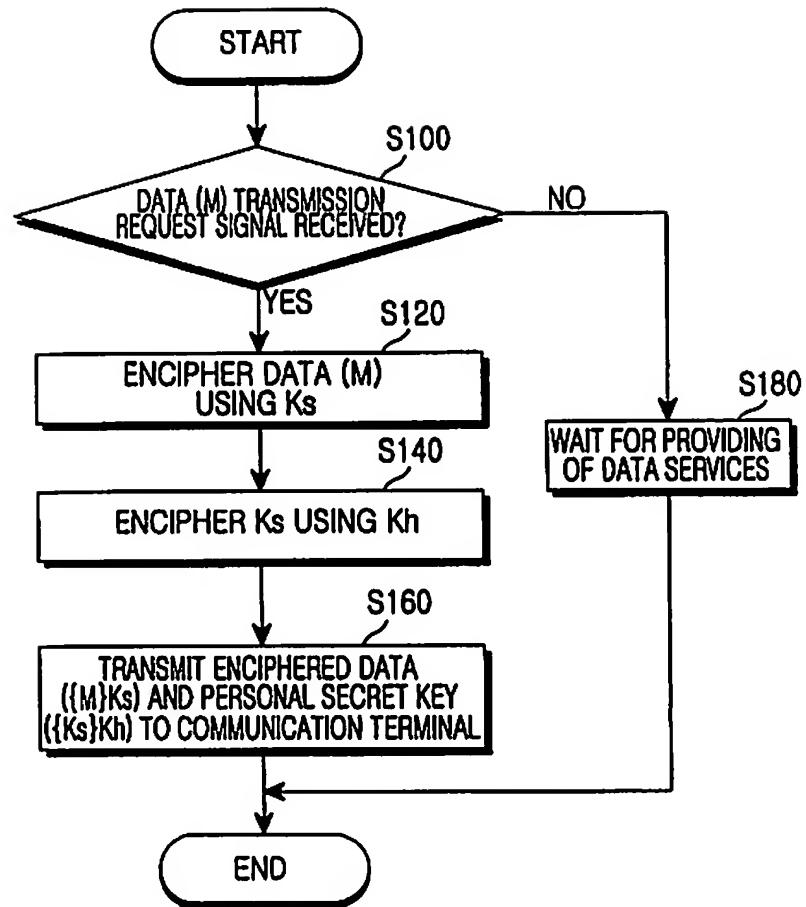 START
S100
DATA (M) TRANSMISSION
REQUEST SIGNAL RECEIVED?
NO
YES
S120
ENCIPHER DATA (M)
USING Ks
S180
WAIT FOR PROVIDING
OF DATA SERVICES
S140
ENCIPHER Ks USING Kh
S160
TRANSMIT ENCIPHERED DATA
({M}Ks) AND PERSONAL SECRET KEY
({Ks}Kh) TO COMMUNICATION TERMINAL
END